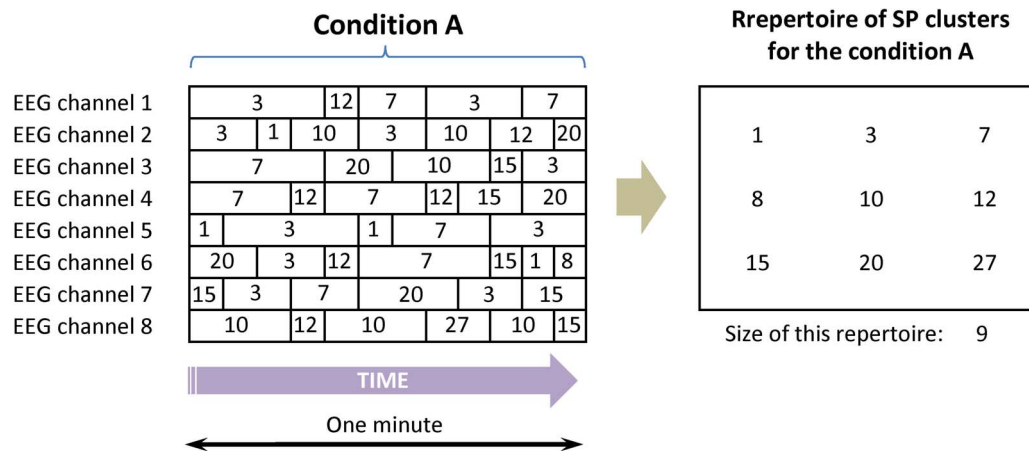 Condition A
Rrepertoire of SP clusters
for the condition A
EEG channel 1 3 12 7 3 7
EEG channel 2 3 1 10 3 10 12 20
EEG channel 3 7 20 10 15 3
EEG channel 4 7 12 7 12 15 20
EEG channel 5 1 3 1 7 3
EEG channel 6 20 3 12 7 15 1 8
EEG channel 7 15 3 7 20 3 15
EEG channel 8 10 12 10 27 10 15
1 3 7
8 10 12
15 20 27
Size of this repertoire: 9
TIME
One minute